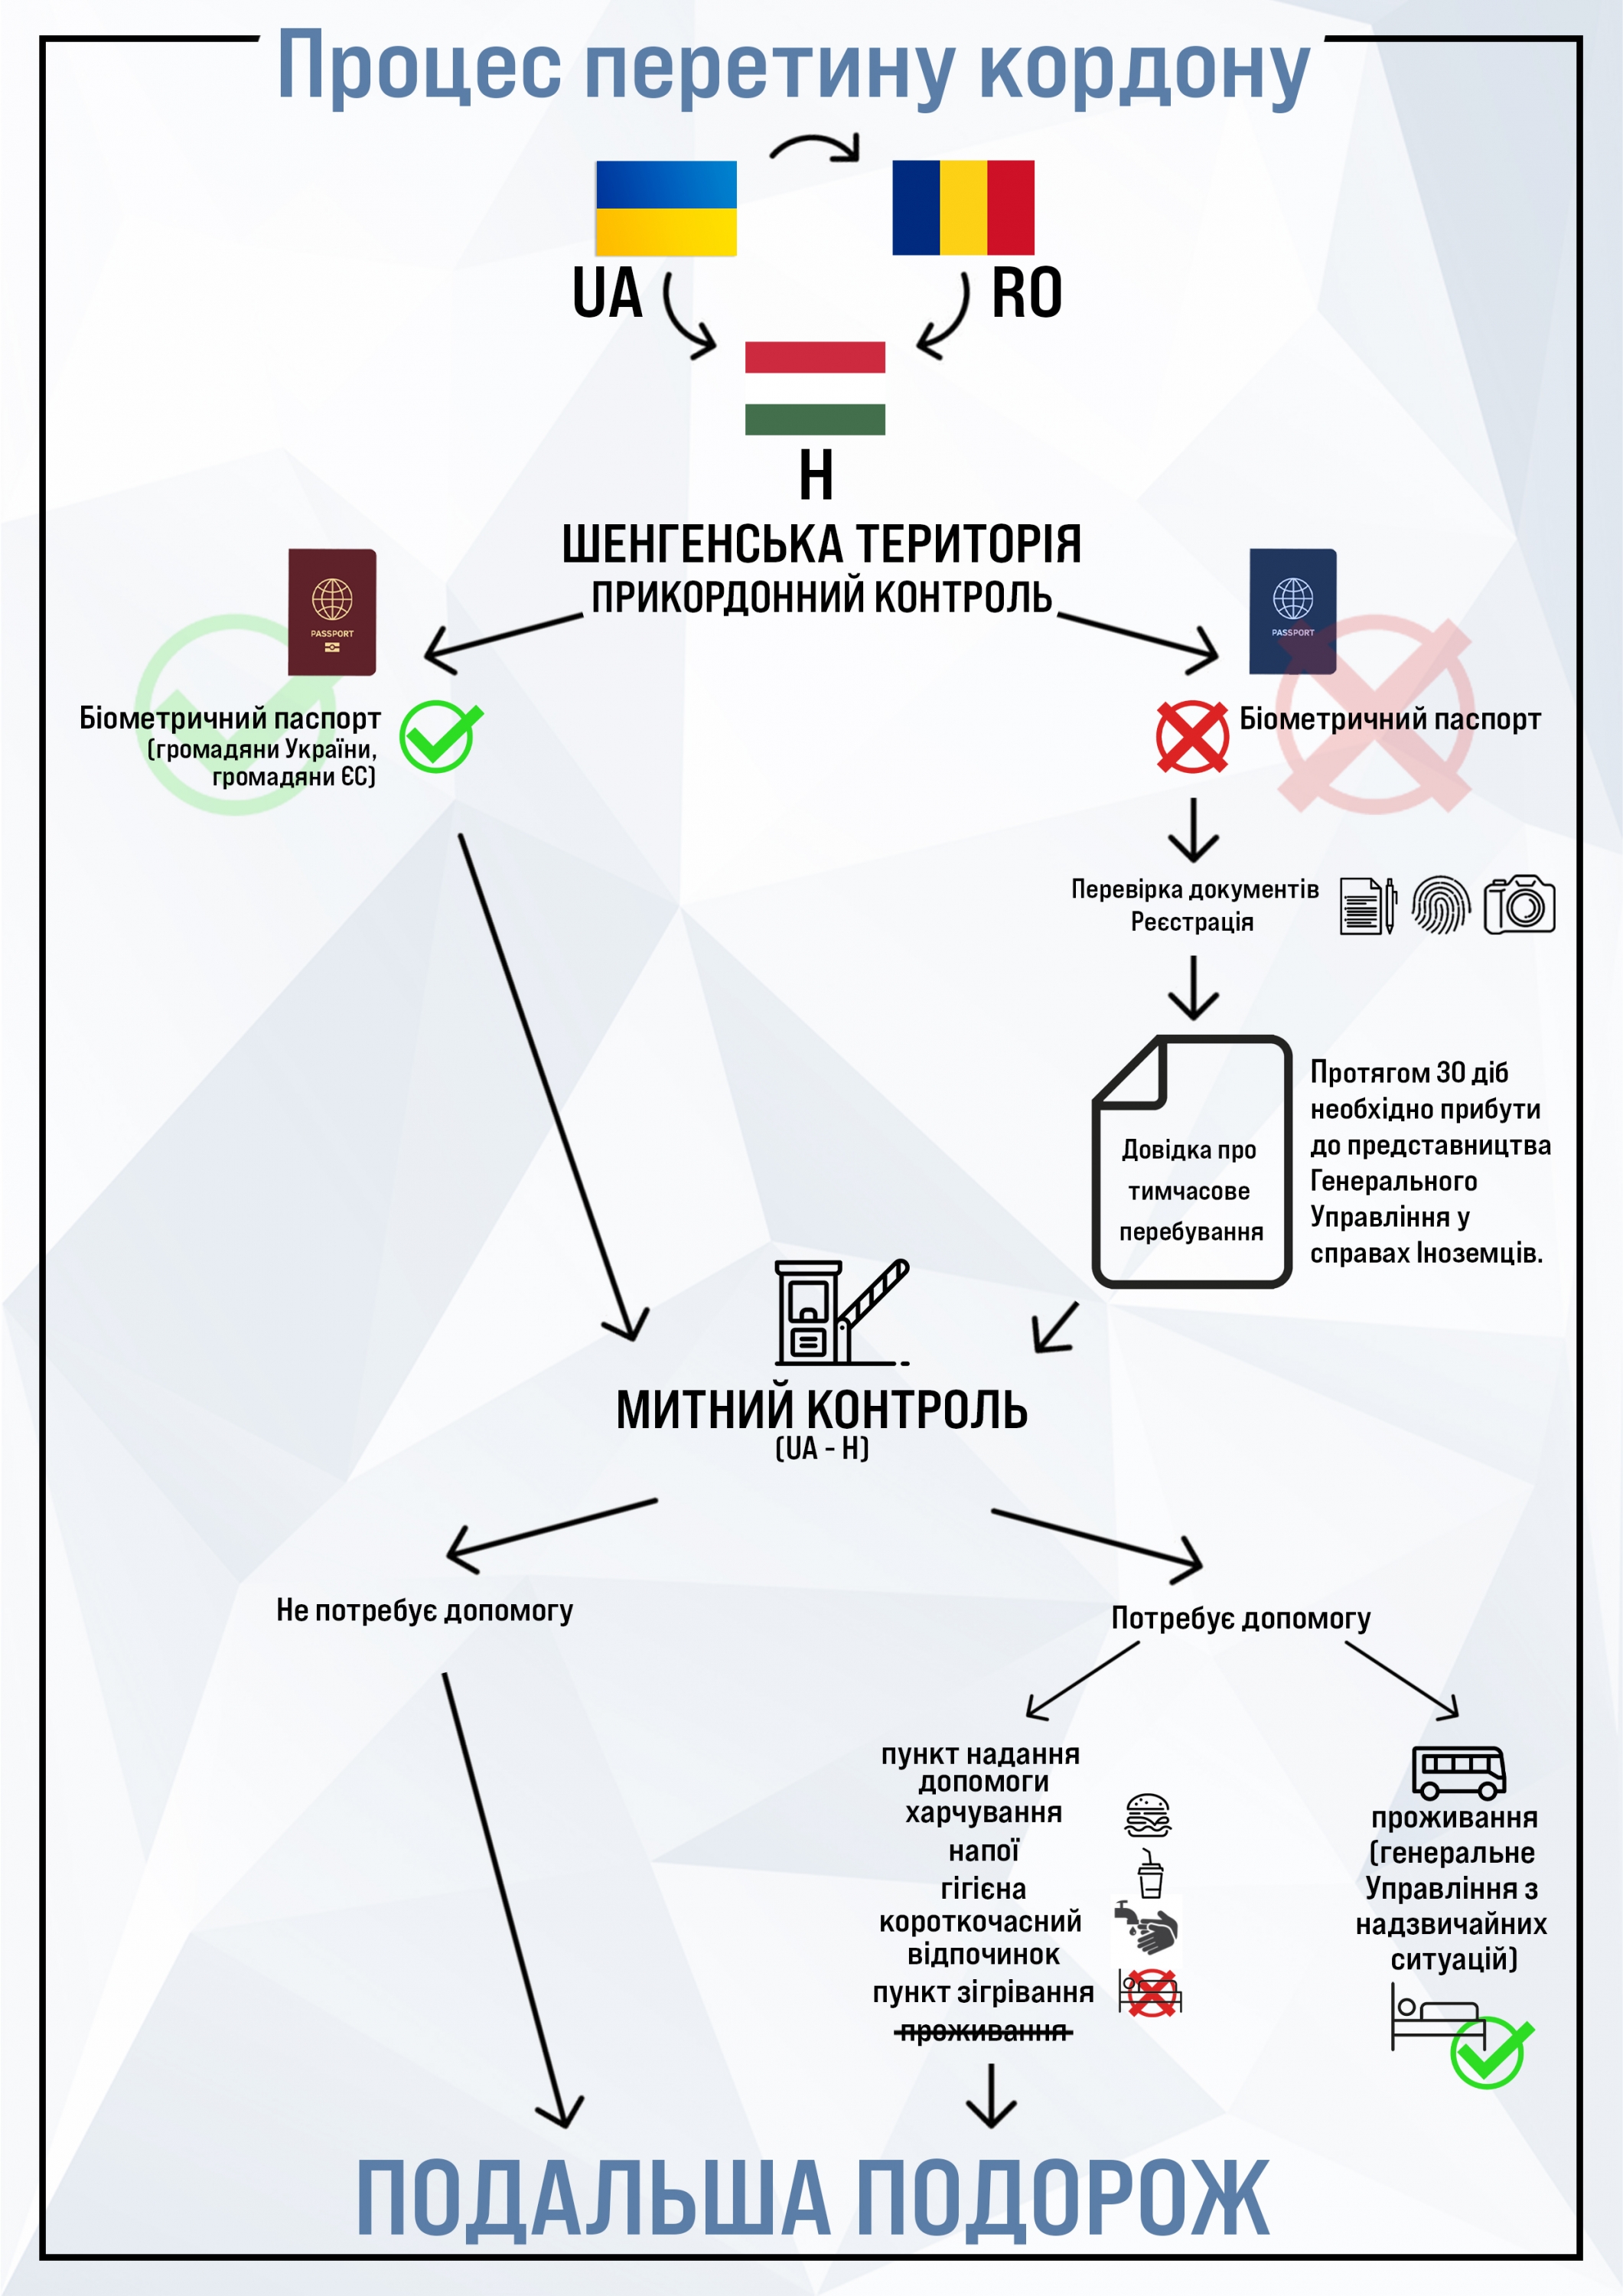 Процес перетину кордону
UA
RO
H
ШЕНГЕНСЬКА ТЕРИТОРІЯ
ПРИКОРДОННИЙ КОНТРОЛЬ
PASSPORT
Біометричний паспорт
(громадяни України,
громадяни ЄС)
PASSPORT
Біометричний паспорт
Перевірка документів
Реєстрація
Довідка про
тимчасове
перебування
Протягом 30 діб
необхідно прибути
до представництва
Генерального
Управління у
справах Іноземців.
МИТНИЙ КОНТРОЛЬ
(UA - H)
Не потребує допомогу
Потребує допомогу
пункт надання
допомоги
харчування
напої
гігієна
короткочасний
відпочинок
пункт зігрівання
проживання
проживання
(генеральне
Управління з
надзвичайних
ситуацій)
ПОДАЛЬША ПОДОРОЖ